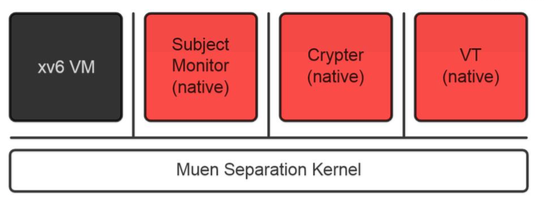 xv6 VM
Subject
Monitor
(native)
Crypter
(native)
VT
(native)
Muen Separation Kernel